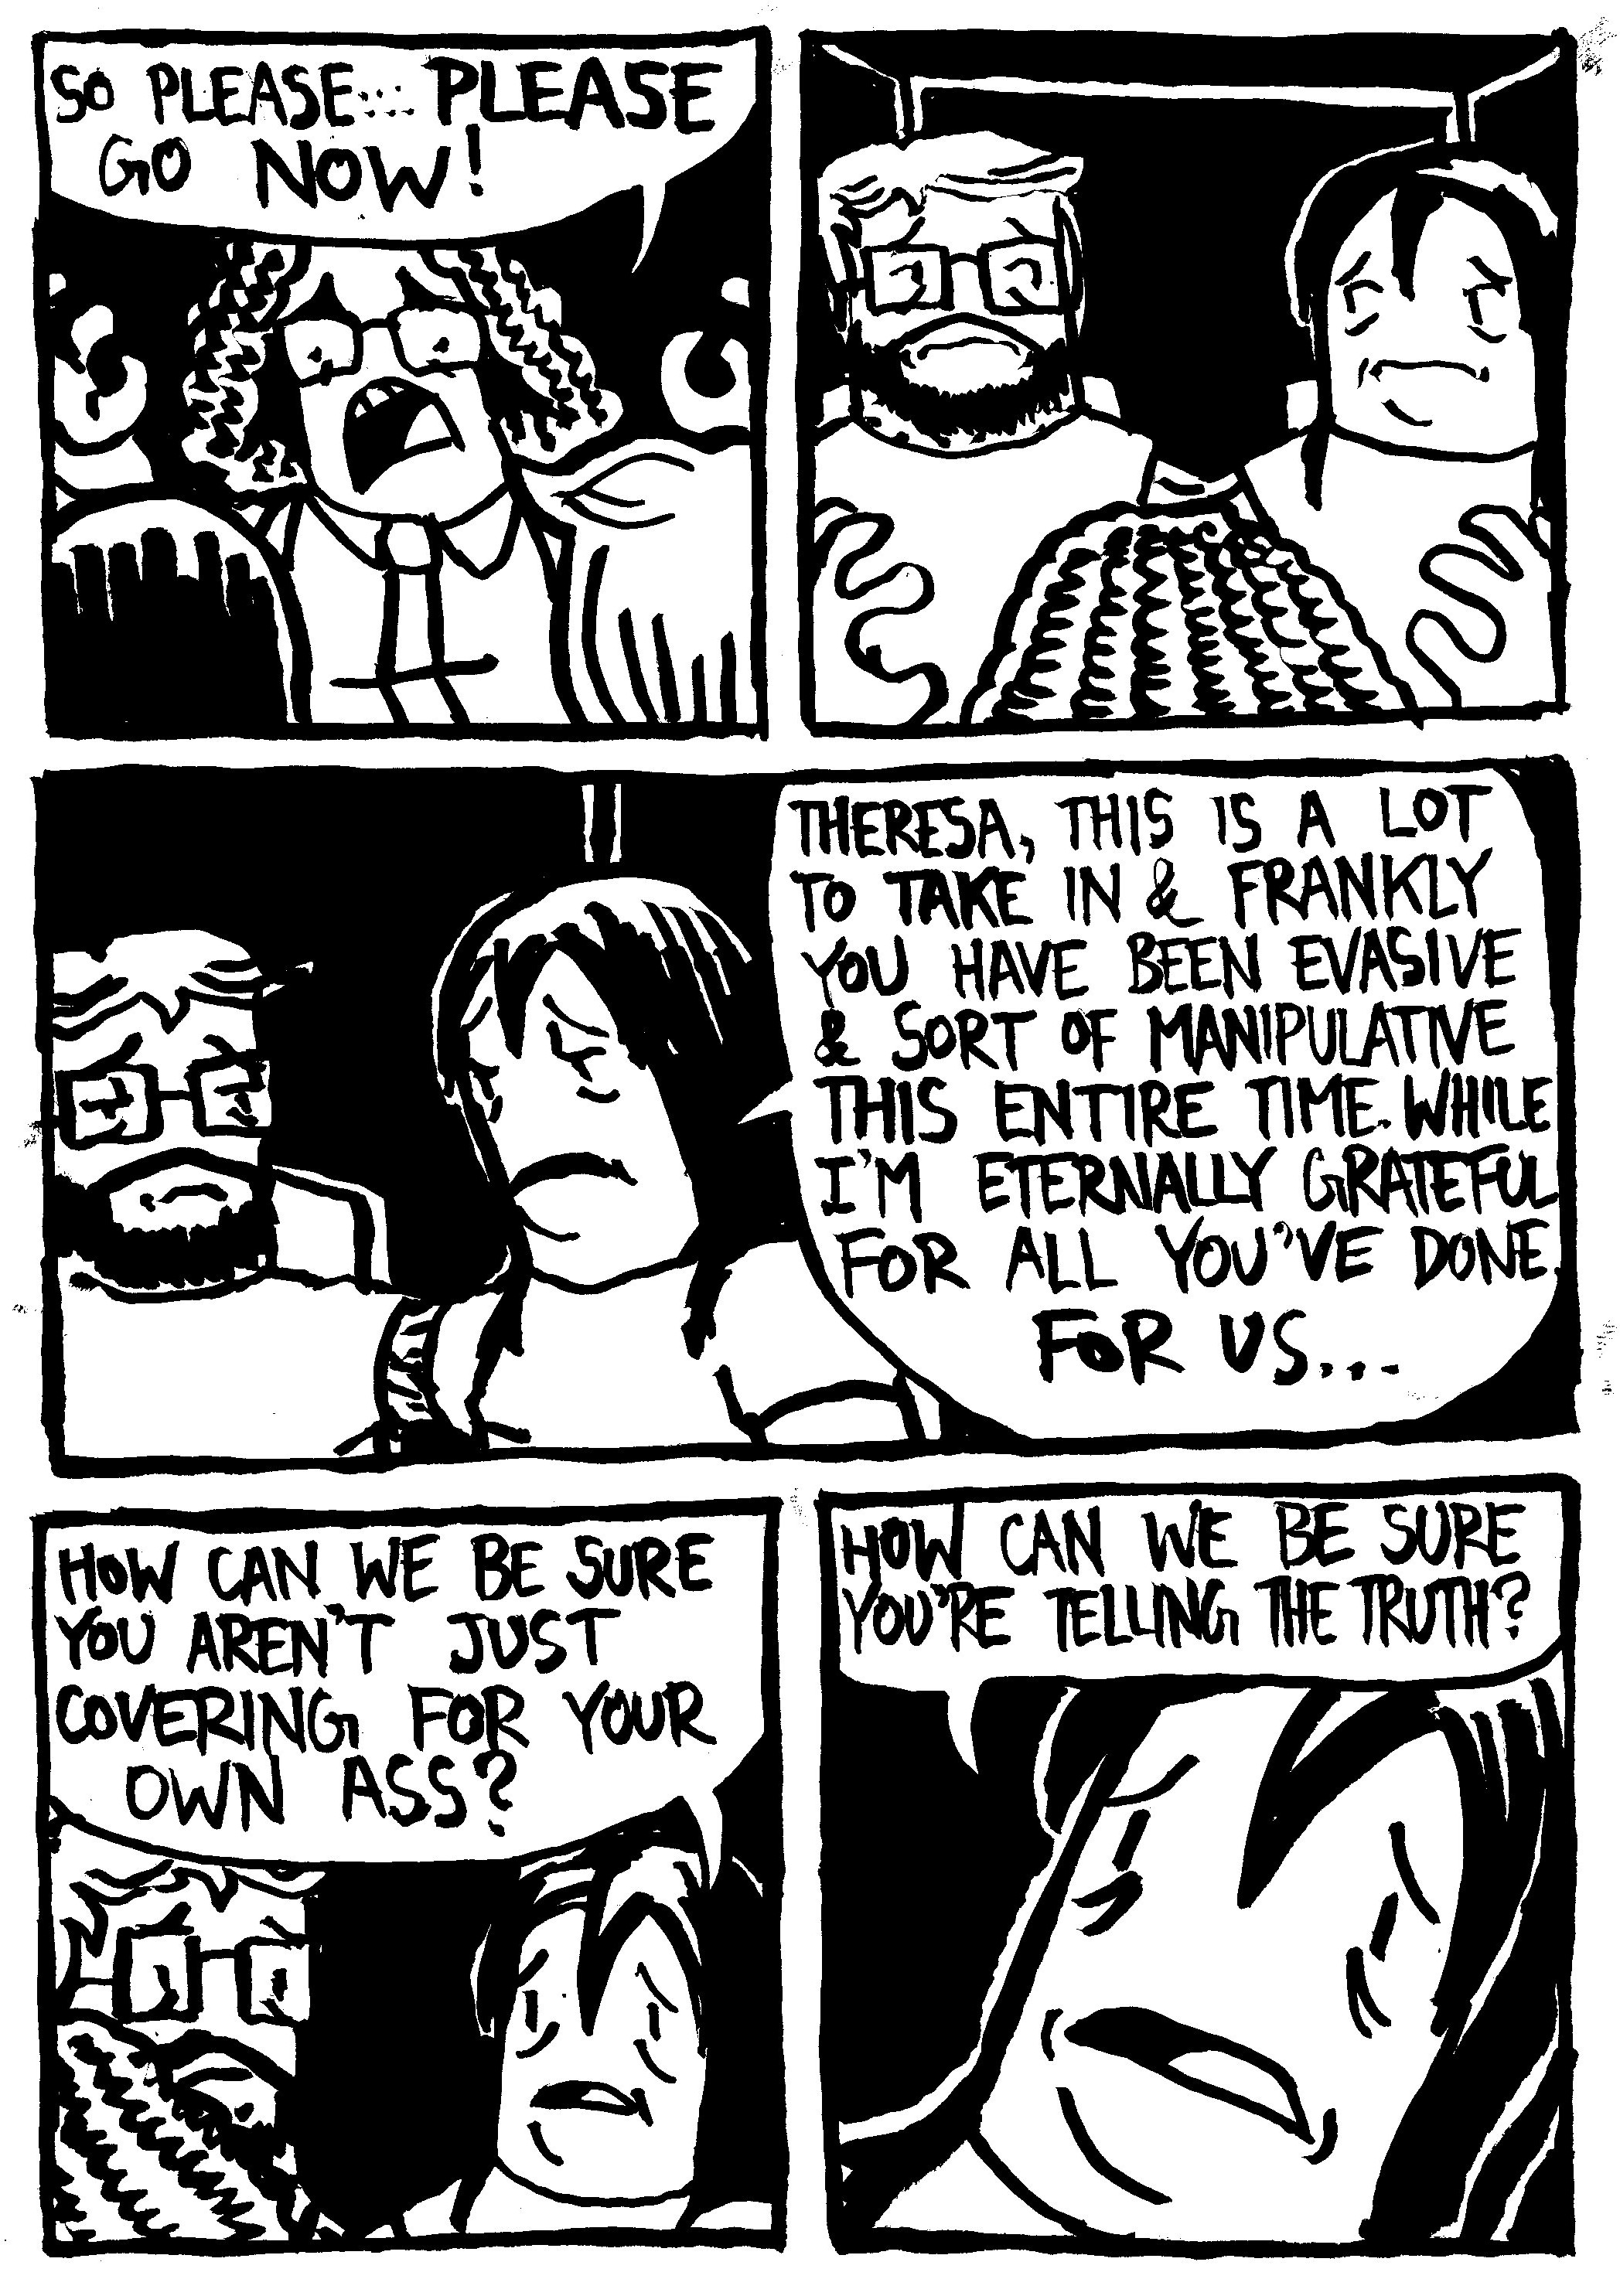 SO PLEASE... PLEASE
GO NOW!
THERESA, THIS IS A LOT
TO TAKE IN & FRANKLY
YOU HAVE BEEN EVASIVE
& SORT OF MANIPULATIVE
THIS ENTIRE TIME. WHILE
I'M ETERNALLY GRATEFUL
FOR ALL YOU'VE DONE
FOR US...
HOW CAN WE BE SURE
YOU AREN'T JUST
COVERING FOR YOUR
OWN ASS?
HOW CAN WE BE SURE
YOU'RE TELLING THE TRUTH?